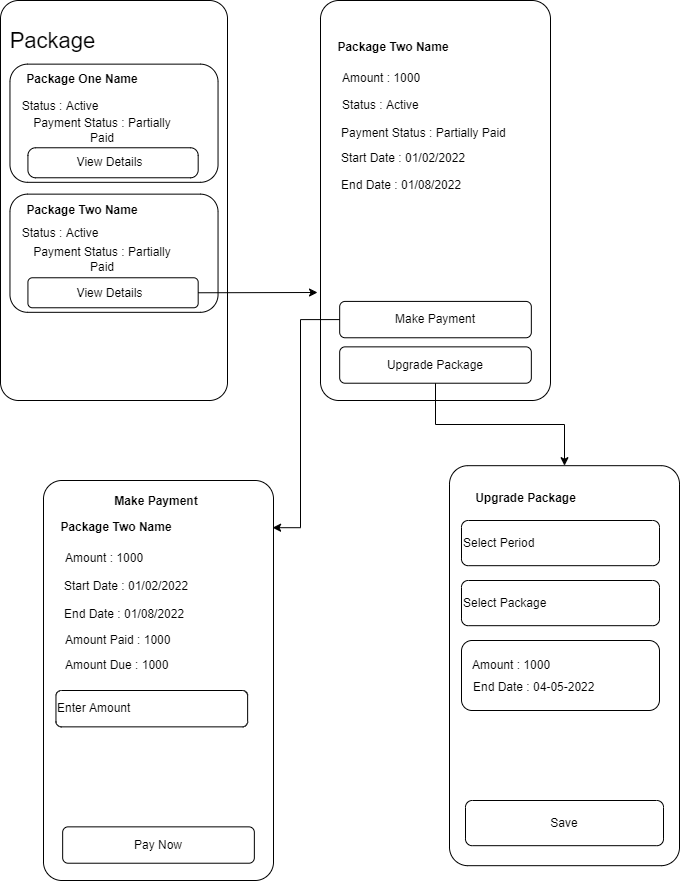 Package
Package One Name
Status : Active
Payment Status : Partially
Paid
View Details
Package Two Name
Status : Active
Payment Status : Partially
Paid
View Details
Package Two Name
Amount : 1000
Status : Active
Payment Status : Partially Paid
Start Date : 01/02/2022
End Date : 01/08/2022
Make Payment
Upgrade Package
Make Payment
Package Two Name
Amount : 1000
Start Date : 01/02/2022
End Date : 01/08/2022
Amount Paid : 1000
Amount Due : 1000
Enter Amount
Pay Now
Upgrade Package
Select Period
Select Package
Amount : 1000
End Date : 04-05-2022
Save